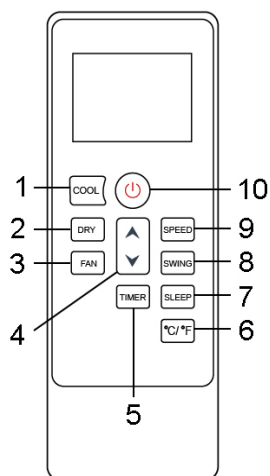 1 COOL 10
2 DRY SPEED 9
3 FAN SWING 8
4 TIMER SLEEP 7
°C/°F 6
5